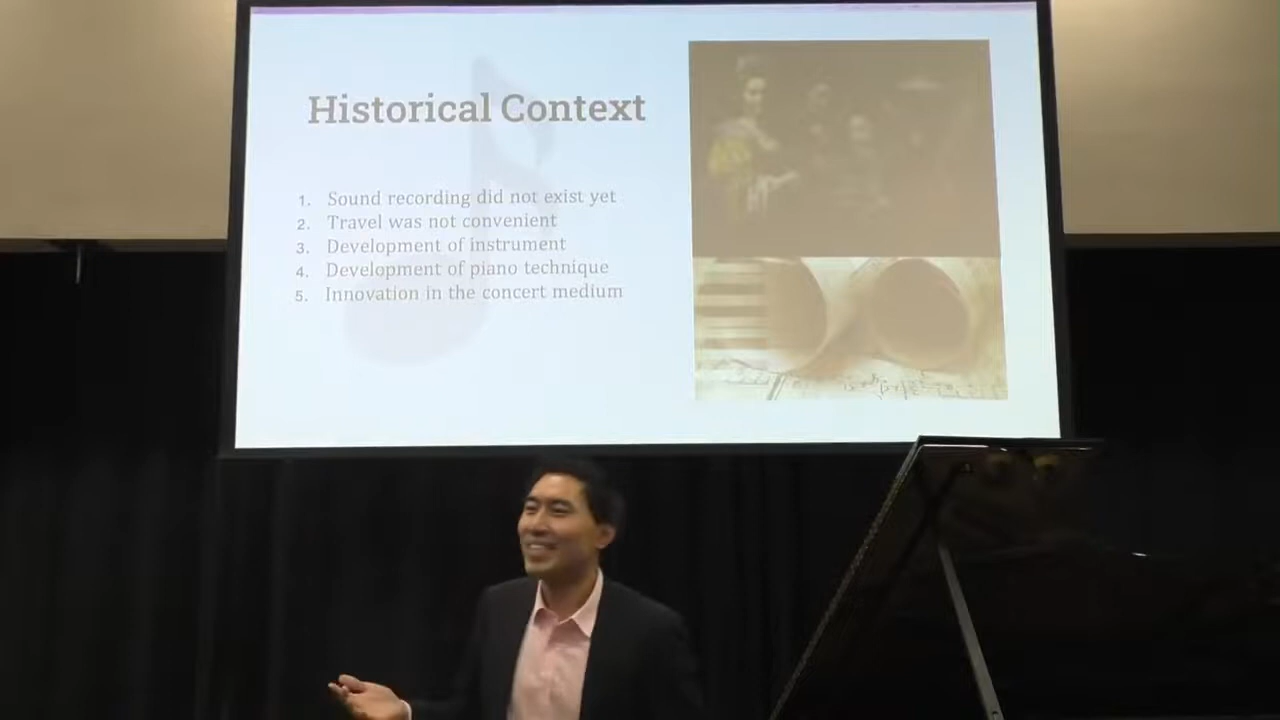 Historical Context
1. Sound recording did not exist yet
2. Travel was not convenient
3. Development of instrument
4. Development of piano technique
5. Innovation in the concert medium